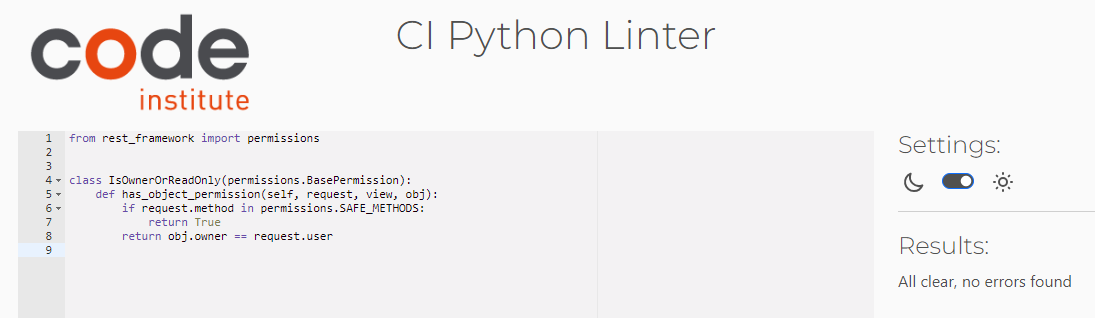 code
institute
CI Python Linter
1 from rest_framework import permissions
2
3
4 class IsOwnerOrReadOnly(permissions.BasePermission):
5     def has_object_permission(self, request, view, obj):
6         if request.method in permissions.SAFE_METHODS:
7             return True
8         return obj.owner == request.user
9
Settings:
Results:
All clear, no errors found